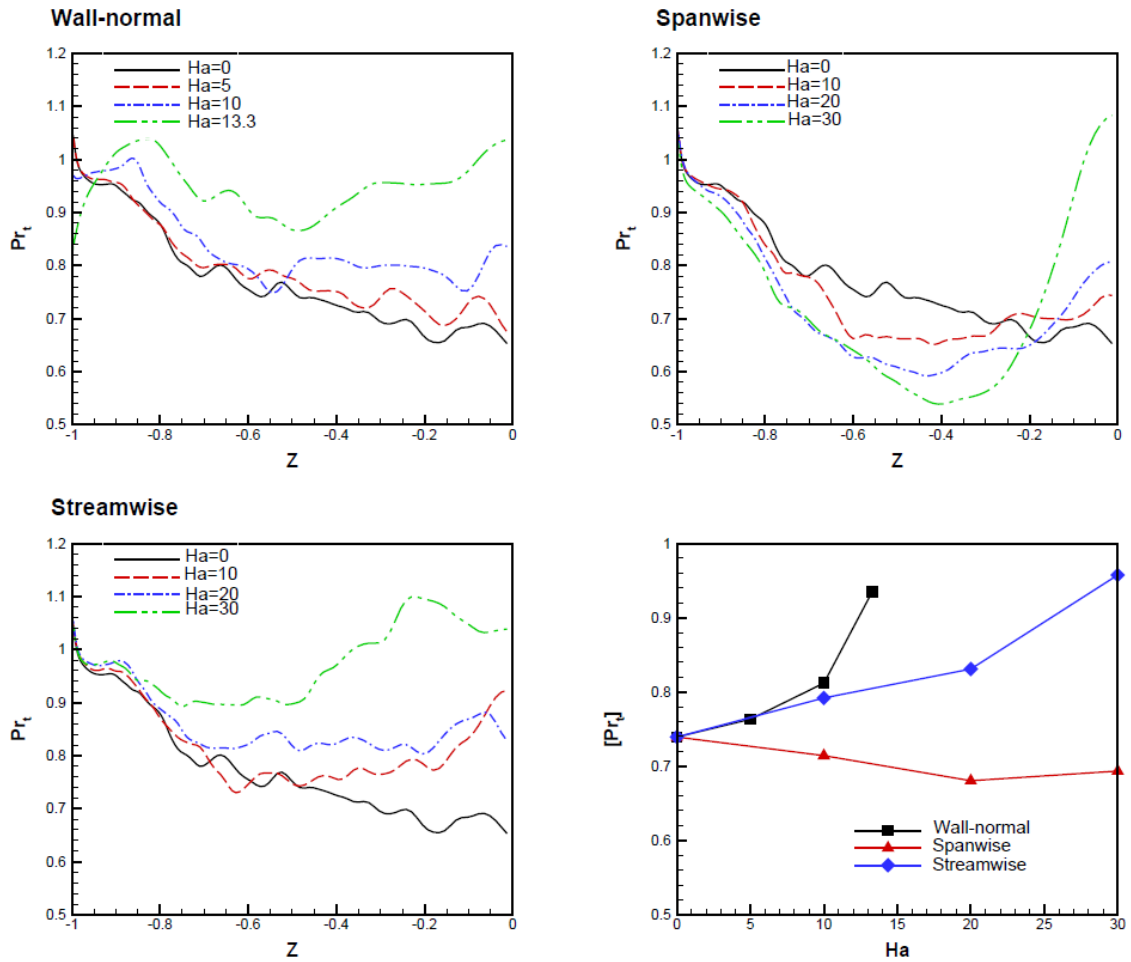 Wall-normal
1.2
1.1
1
0.9
0.8
0.7
0.6
0.5
Pr_t
Ha=0
Ha=5
Ha=10
Ha=13.3
-1 -0.8 -0.6 -0.4 -0.2 0
Z
Spanwise
1.2
1.1
1
0.9
0.8
0.7
0.6
0.5
Pr_t
Ha=0
Ha=10
Ha=20
Ha=30
-1 -0.8 -0.6 -0.4 -0.2 0
Z
Streamwise
1.2
1.1
1
0.9
0.8
0.7
0.6
0.5
Pr_t
Ha=0
Ha=10
Ha=20
Ha=30
-1 -0.8 -0.6 -0.4 -0.2 0
Z
1
0.9
0.8
0.7
0.6
0.5
[Pr_t]
Wall-normal
Spanwise
Streamwise
0 5 10 15 20 25 30
Ha